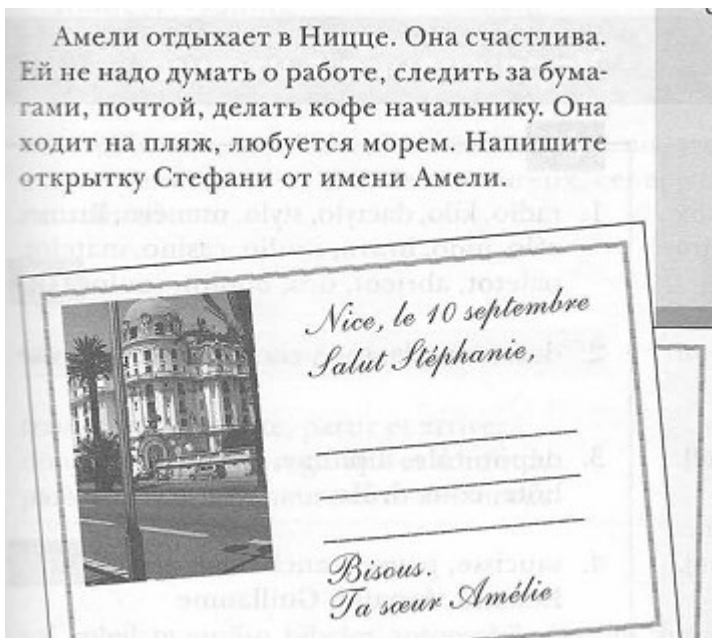 Амели отдыхает в Ницце. Она счастлива.
Ей не надо думать о работе, следить за бума-
гами, почтой, делать кофе начальнику. Она
ходит на пляж, любуется морем. Напишите
открытку Стефани от имени Амели.
Nice, le 10 septembre
Salut Stéphanie,
Bisous.
Ta sœur Amélie